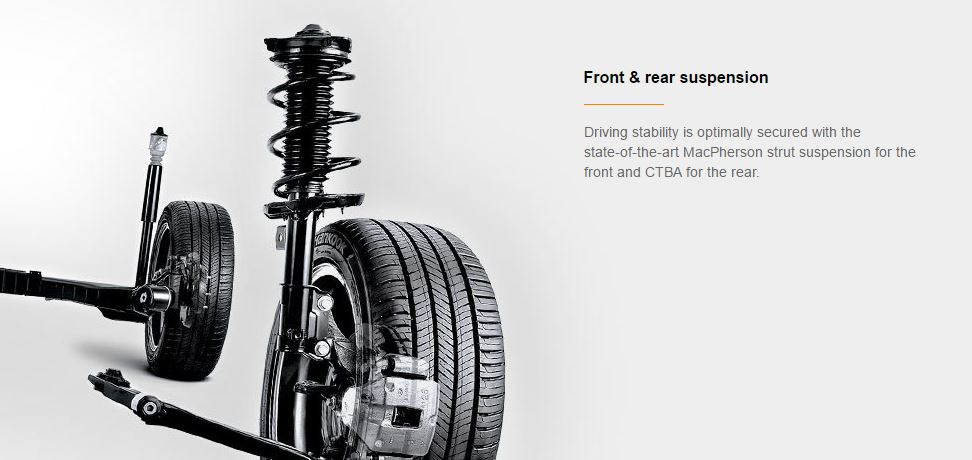 Front & rear suspension
Driving stability is optimally secured with the
state-of-the-art MacPherson strut suspension for the
front and CTBA for the rear.
Hankook